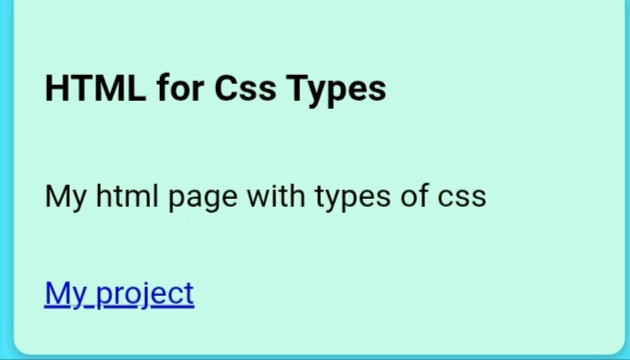 HTML for Css Types
My html page with types of css
My project